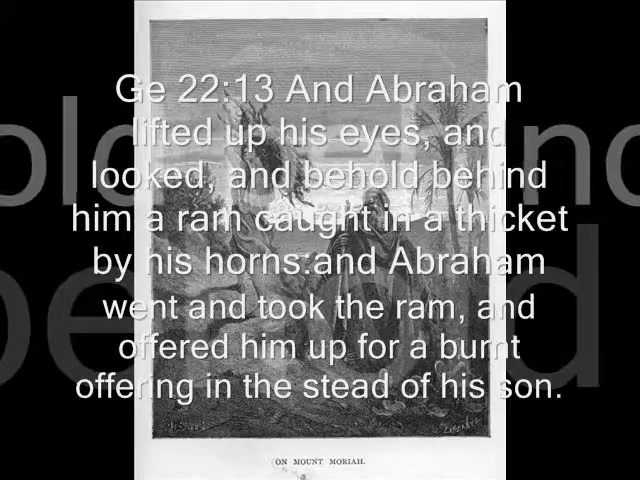 Ge 22:13 And Abraham
lifted up his eyes, and
looked, and behold behind
him a ram caught in a thicket
by his horns:and Abraham
went and took the ram, and
offered him up for a burnt
offering in the stead of his son.
ON MOUNT MORIAH.